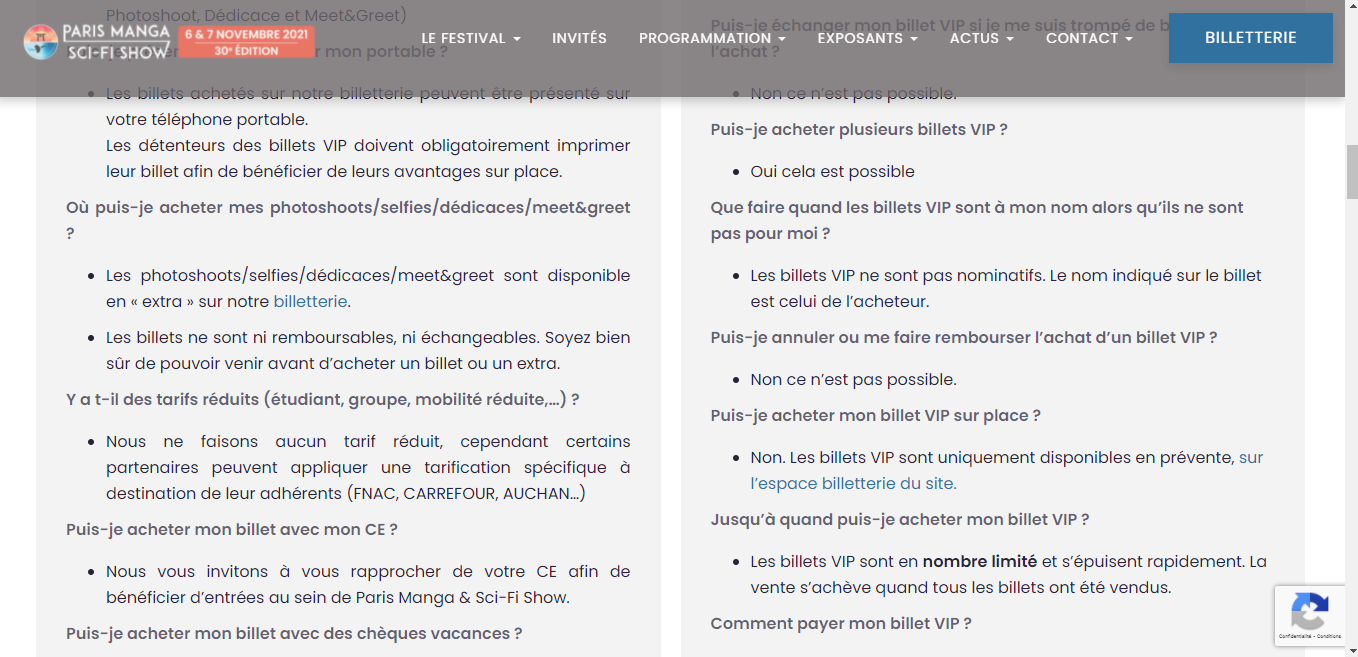 PARIS MANGA
SCI-FI SHOW
6 & 7 NOVEMBRE 2021
30e ÉDITION
LE FESTIVAL
INVITÉS
PROGRAMMATION
EXPOSANTS
ACTUS
CONTACT
BILLETTERIE
Photoshoot, Dédicace et Meet&Greet)
r mon portable ?
Les billets achetés sur notre billetterie peuvent être présenté sur
votre téléphone portable.
Les détenteurs des billets VIP doivent obligatoirement imprimer
leur billet afin de bénéficier de leurs avantages sur place.
Où puis-je acheter mes photoshoots/selfies/dédicaces/meet&greet
?
Les photoshoots/selfies/dédicaces/meet&greet sont disponible
en « extra » sur notre billetterie.
Les billets ne sont ni remboursables, ni échangeables. Soyez bien
sûr de pouvoir venir avant d’acheter un billet ou un extra.
Y a t-il des tarifs réduits (étudiant, groupe, mobilité réduite,…) ?
Nous ne faisons aucun tarif réduit, cependant certains
partenaires peuvent appliquer une tarification spécifique à
destination de leur adhérents (FNAC, CARREFOUR, AUCHAN…)
Puis-je acheter mon billet avec mon CE ?
Nous vous invitons à vous rapprocher de votre CE afin de
bénéficier d’entrées au sein de Paris Manga & Sci-Fi Show.
Puis-je acheter mon billet avec des chèques vacances ?
Puis-je échanger mon billet VIP si je me suis trompé de b
l’achat ?
Non ce n’est pas possible.
Puis-je acheter plusieurs billets VIP ?
Oui cela est possible
Que faire quand les billets VIP sont à mon nom alors qu’ils ne sont
pas pour moi ?
Les billets VIP ne sont pas nominatifs. Le nom indiqué sur le billet
est celui de l’acheteur.
Puis-je annuler ou me faire rembourser l’achat d’un billet VIP ?
Non ce n’est pas possible.
Puis-je acheter mon billet VIP sur place ?
Non. Les billets VIP sont uniquement disponibles en prévente, sur
l’espace billetterie du site.
Jusqu’à quand puis-je acheter mon billet VIP ?
Les billets VIP sont en nombre limité et s’épuisent rapidement. La
vente s’achève quand tous les billets ont été vendus.
Comment payer mon billet VIP ?
Confidentialité - Conditions